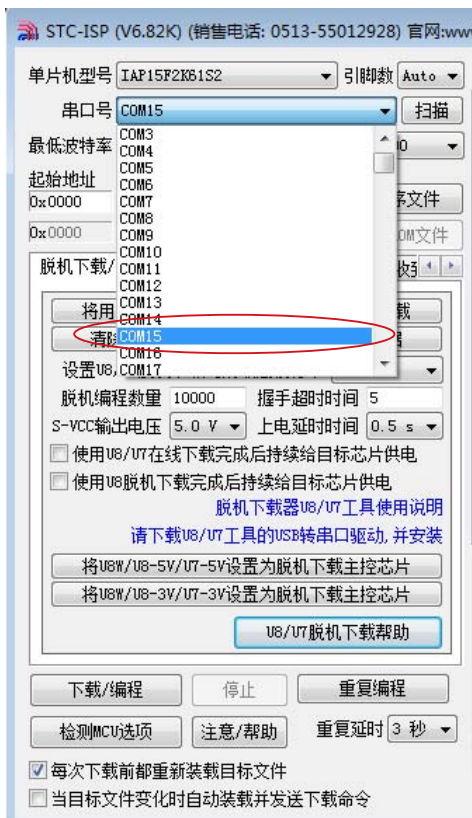 STC-ISP (V6.82K) (销售电话: 0513-55012928) 官网:www
单片机型号 IAP15F2K61S2 引脚数 Auto
串口号 COM15 扫描
最低波特率 COM3
COM4
起始地址 COM5
0x0000 COM6
COM7 序文件
COM8
0x0000 COM9 OM文件
COM10
脱机下载/ COM11
COM12
COM13
将用 COM14 载
清除 COM15
COM16
设置U8, COM17
脱机编程数量 10000 握手超时时间 5
S-VCC输出电压 5.0 V 上电延时时间 0.5 s
使用U8/U7在线下载完成后持续给目标芯片供电
使用U8脱机下载完成后持续给目标芯片供电
脱机下载器U8/U7工具使用说明
请下载U8/U7工具的USB转串口驱动,并安装
将U8W/U8-5V/U7-5V设置为脱机下载主控芯片
将U8W/U8-3V/U7-3V设置为脱机下载主控芯片
U8/U7脱机下载帮助
下载/编程 停止 重复编程
检测MCU选项 注意/帮助 重复延时 3 秒
每次下载前都重新装载目标文件
当目标文件变化时自动装载并发送下载命令